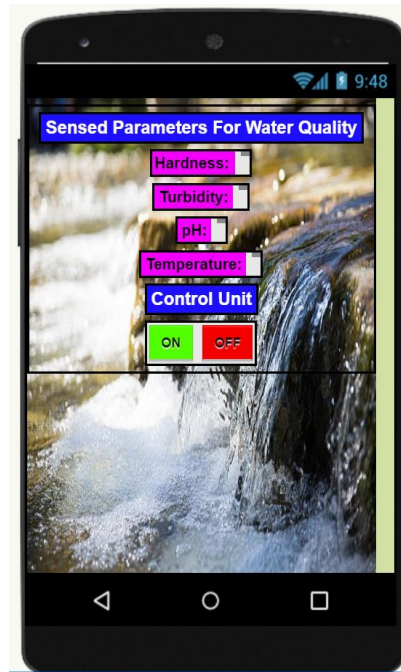 9:48
Sensed Parameters For Water Quality
Hardness:
Turbidity:
pH:
Temperature:
Control Unit
ON OFF